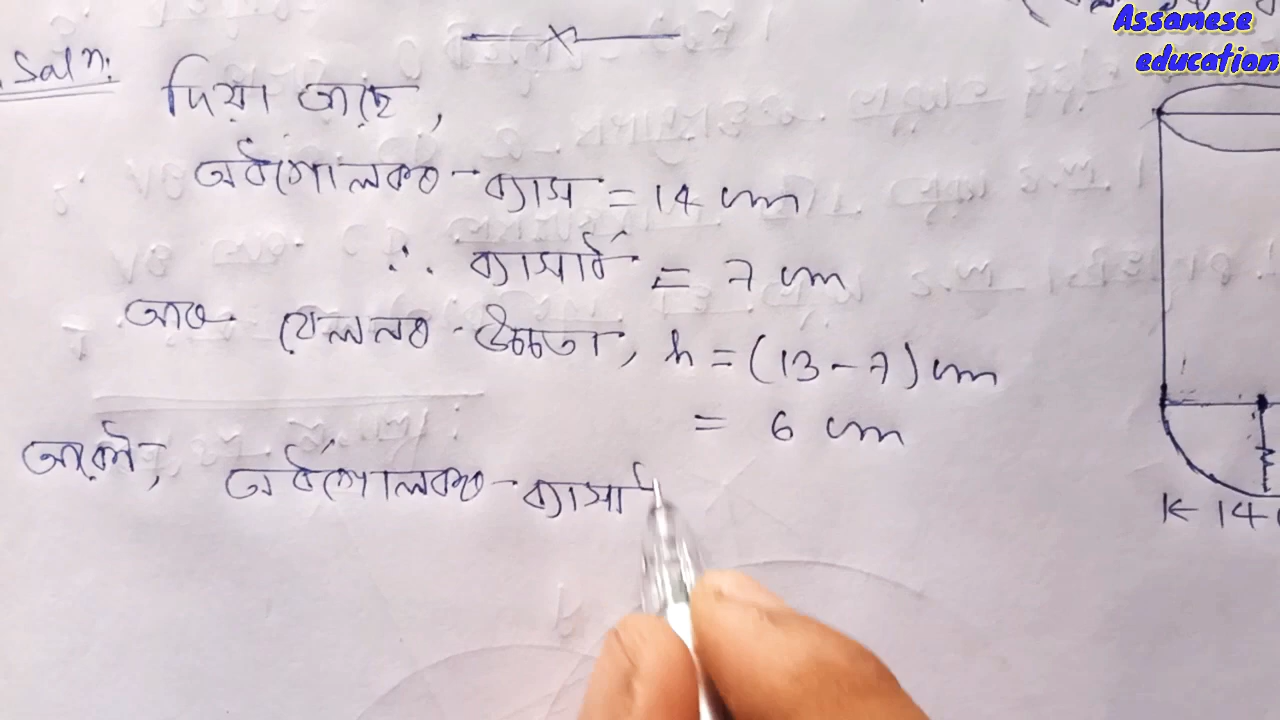 Assamese
education
Solⁿ:
দিয়া আছে,
অৰ্ধগোলকৰ ব্যাস = 14 cm
∴ ব্যাসাৰ্ধ = 7 cm
আৰু বেলনৰ উচ্চতা, h = (13 - 7) cm
= 6 cm
আকৌ, অৰ্ধগোলকৰ ব্যাসাৰ্ধ
14